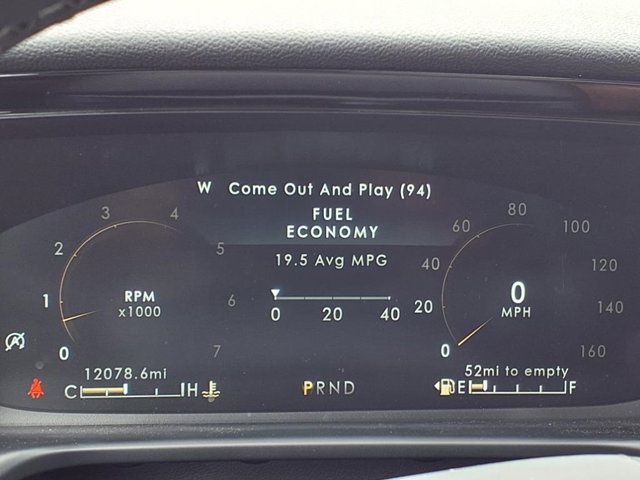 W Come Out And Play (94)
FUEL
ECONOMY
19.5 Avg MPG
0 20 40
0 1 2 3 4 5 6 7
RPM
x1000
0 20 40 60 80 100 120 140 160
0
MPH
12078.6mi
C H
PRND
52mi to empty
E F